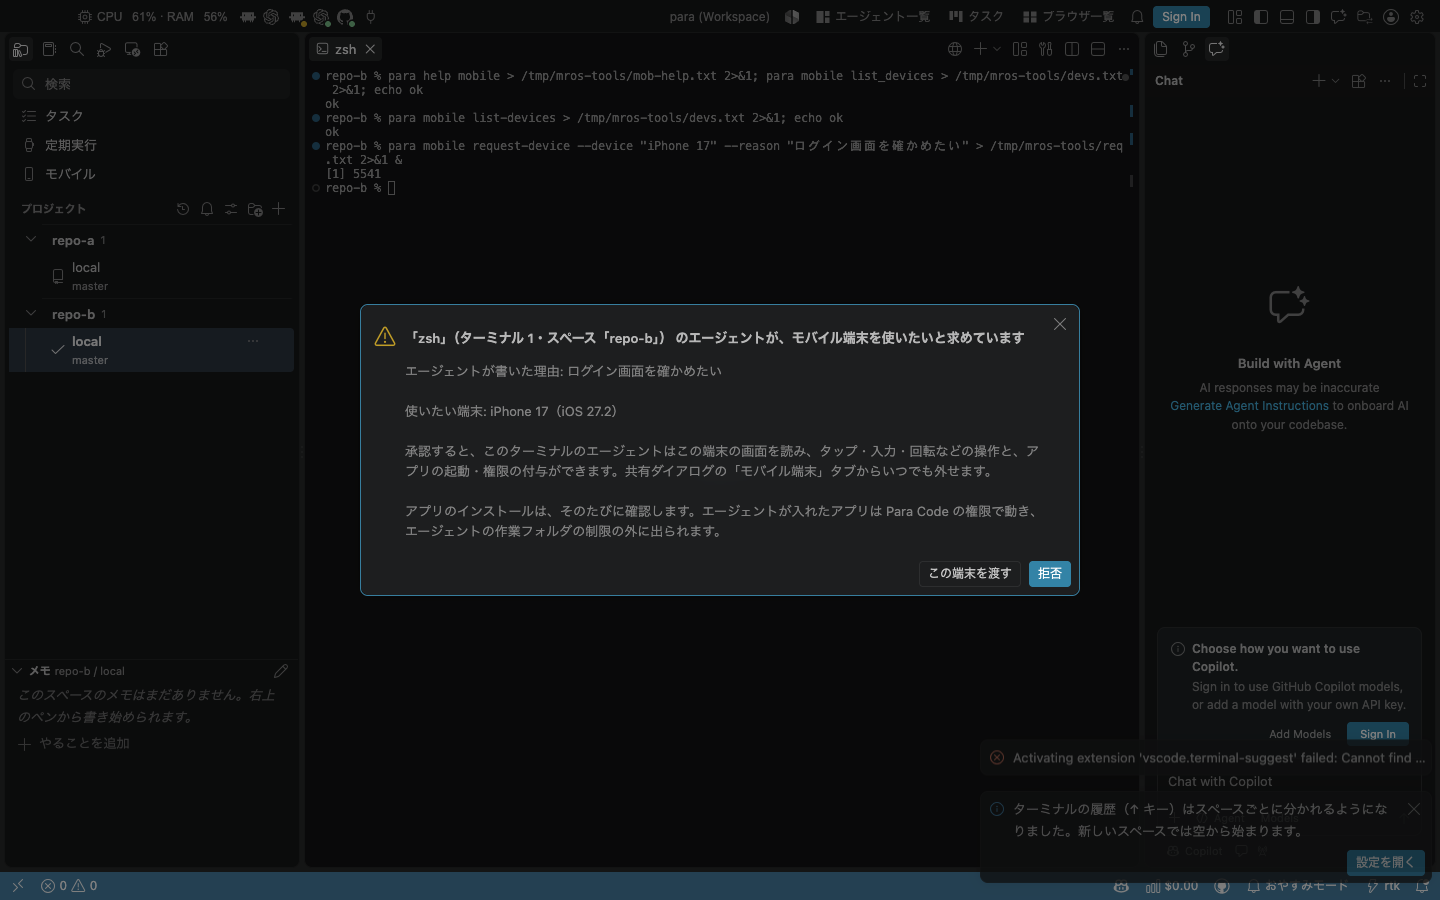 CPU 61% · RAM 56%
para (Workspace)
エージェント一覧
タスク
ブラウザ一覧
Sign In
検索
タスク
定期実行
モバイル
プロジェクト
repo-a 1
local
master
repo-b 1
local
master
メモ repo-b / local
このスペースのメモはまだありません。右上
のペンから書き始められます。
やることを追加
zsh
repo-b % para help mobile > /tmp/mros-tools/mob-help.txt 2>&1; para mobile list_devices > /tmp/mros-tools/devs.txt
2>&1; echo ok
ok
repo-b % para mobile list-devices > /tmp/mros-tools/devs.txt 2>&1; echo ok
ok
repo-b % para mobile request-device --device "iPhone 17" --reason "ログイン画面を確かめたい" > /tmp/mros-tools/req
.txt 2>&1 &
[1] 5541
repo-b %
「zsh」（ターミナル 1・スペース「repo-b」） のエージェントが、モバイル端末を使いたいと求めています
エージェントが書いた理由: ログイン画面を確かめたい
使いたい端末: iPhone 17（iOS 27.2）
承認すると、このターミナルのエージェントはこの端末の画面を読み、タップ・入力・回転などの操作と、ア
プリの起動・権限の付与ができます。共有ダイアログの「モバイル端末」タブからいつでも外せます。
アプリのインストールは、そのたびに確認します。エージェントが入れたアプリは Para Code の権限で動き、
エージェントの作業フォルダの制限の外に出られます。
この端末を渡す
拒否
Chat
Build with Agent
AI responses may be inaccurate
Generate Agent Instructions to onboard AI
onto your codebase.
Choose how you want to use
Copilot.
Sign in to use GitHub Copilot models,
or add a model with your own API key.
Add Models
Sign In
Activating extension 'vscode.terminal-suggest' failed: Cannot find ...
Chat with Copilot
ターミナルの履歴（↑ キー）はスペースごとに分かれるようにな
りました。新しいスペースでは空から始まります。
Copilot
設定を開く
0
0
$0.00
おやすみモード
rtk